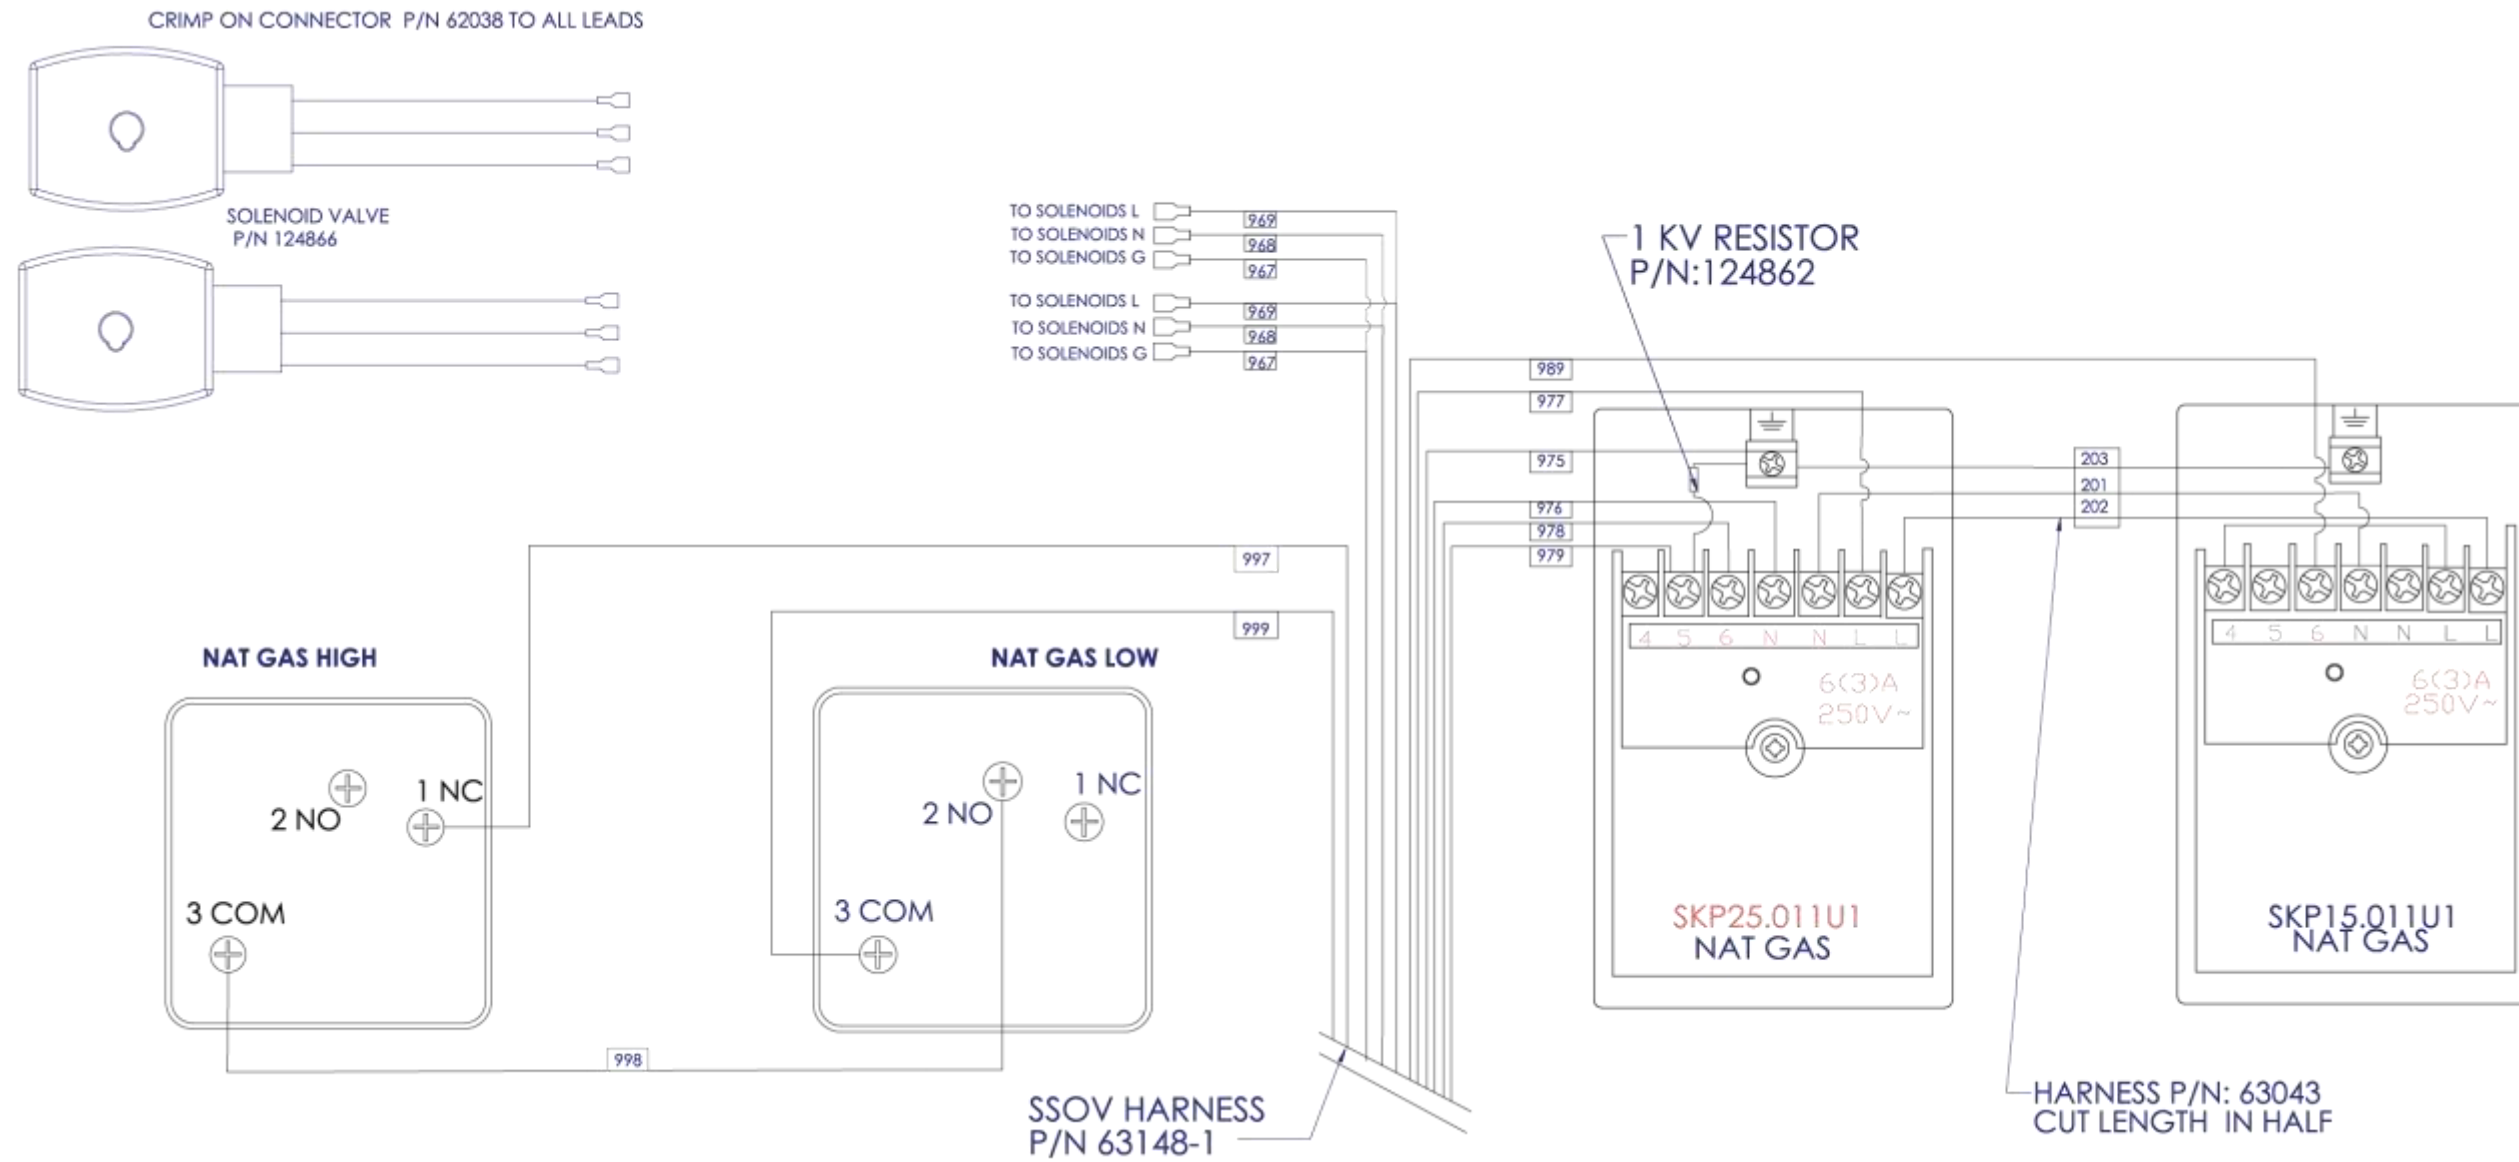 CRIMP ON CONNECTOR P/N 62038 TO ALL LEADS
SOLENOID VALVE
P/N 124866
TO SOLENOIDS L
969
TO SOLENOIDS N
968
TO SOLENOIDS G
967
TO SOLENOIDS L
969
TO SOLENOIDS N
968
TO SOLENOIDS G
967
1 KV RESISTOR
P/N:124862
989
977
975
976
978
979
203
201
202
997
999
NAT GAS HIGH
2 NO
1 NC
3 COM
998
NAT GAS LOW
2 NO
1 NC
3 COM
4 5 6 N N L L
6(3)A
250V~
SKP25.011U1
NAT GAS
4 5 6 N N L L
6(3)A
250V~
SKP15.011U1
NAT GAS
SSOV HARNESS
P/N 63148-1
HARNESS P/N: 63043
CUT LENGTH IN HALF